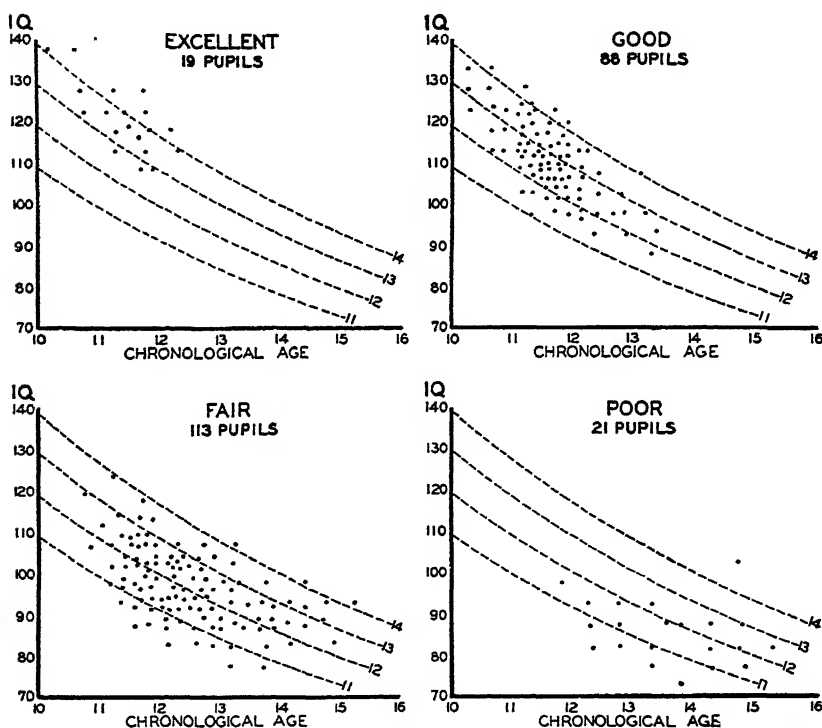 IQ
EXCELLENT
19 PUPILS
140
130
120
110
100
90
80
70
14
13
12
11
10 11 12 13 14 15 16
CHRONOLOGICAL AGE
IQ
GOOD
88 PUPILS
140
130
120
110
100
90
80
70
14
13
12
11
10 11 12 13 14 15 16
CHRONOLOGICAL AGE
IQ
FAIR
113 PUPILS
140
130
120
110
100
90
80
70
14
13
12
11
10 11 12 13 14 15 16
CHRONOLOGICAL AGE
IQ
POOR
21 PUPILS
140
130
120
110
100
90
80
70
14
13
12
11
10 11 12 13 14 15 16
CHRONOLOGICAL AGE